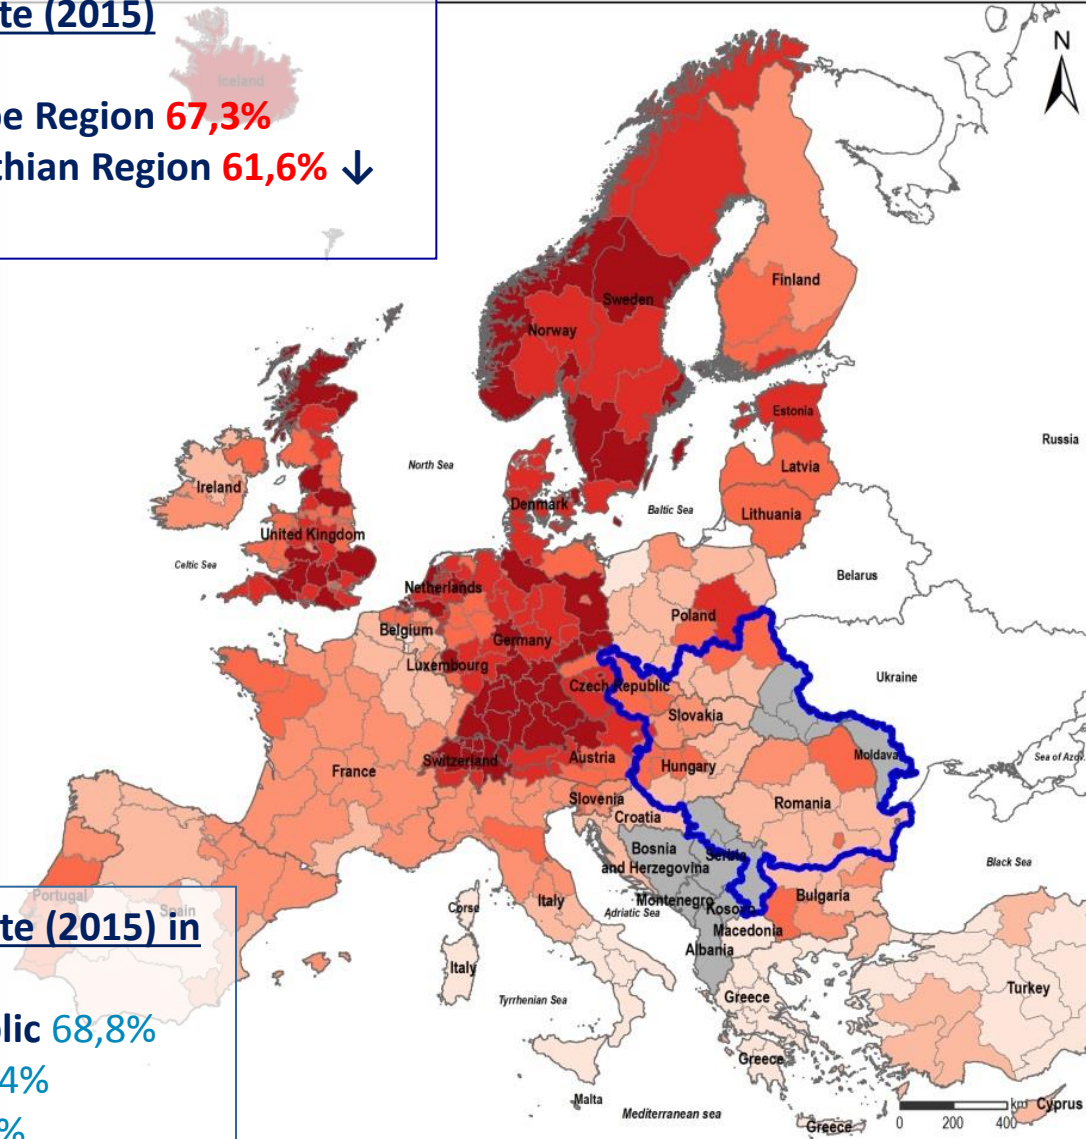 te (2015)
Iceland
pe Region 67,3%
thian Region 61,6% ↓
N
Sweden
Finland
Norway
Estonia
Russia
North Sea
Latvia
Ireland
Denmark
Baltic Sea
Lithuania
United Kingdom
Celtic Sea
Belarus
Netherlands
Poland
Belgium
Germany
Luxembourg
Ukraine
Czech Republic
Slovakia
Moldava
Sea of Azov
Switzerland
Austria
Hungary
France
Slovenia
Romania
Croatia
Bosnia
and Herzegovina
Serbia
Black Sea
Portugal
Spain
Corse
Italy
Adriatic Sea
Montenegro
Kosovo
Bulgaria
te (2015) in
Macedonia
Albania
Italy
Tyrrhenian Sea
Greece
Turkey
lic 68,8%
Greece
4%
Malta
Mediterranean sea
km
Cyprus
0 200 400
Greece
%